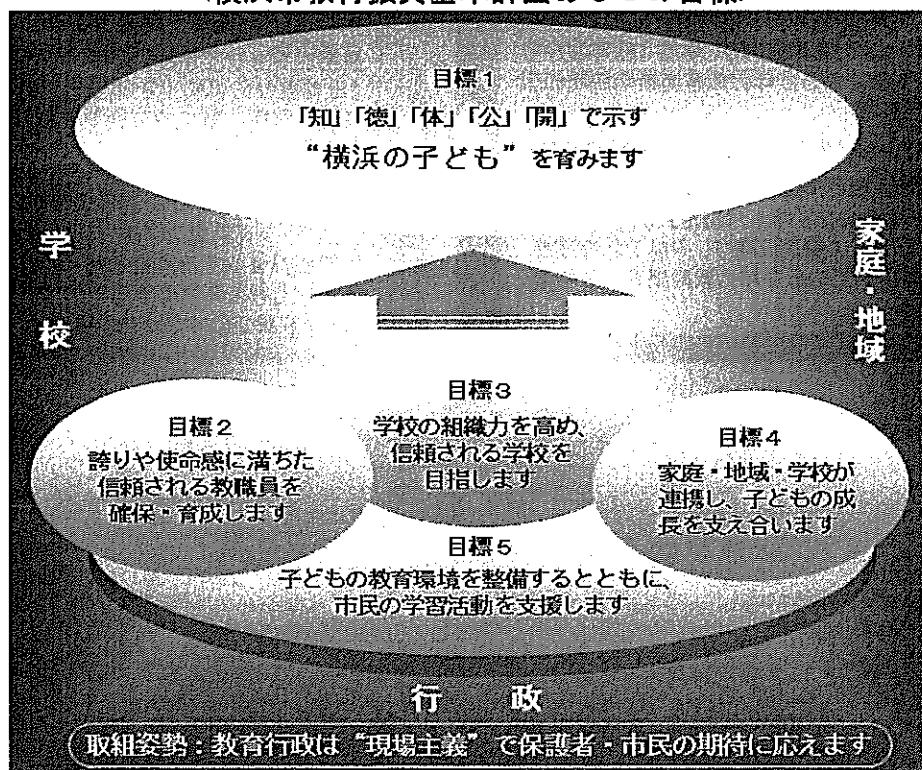 目標1
「知」「徳」「体」「公」「開」で示す
“横浜の子ども”を育みます
学校
家庭・地域
目標2
誇りや使命感に満ちた
信頼される教職員を
確保・育成します
目標3
学校の組織力を高め、
信頼される学校を
目指します
目標4
家庭・地域・学校が
連携し、子どもの成
長を支え合います
目標5
子どもの教育環境を整備するとともに、
市民の学習活動を支援します
行政
取組姿勢：教育行政は“現場主義”で保護者・市民の期待に応えます